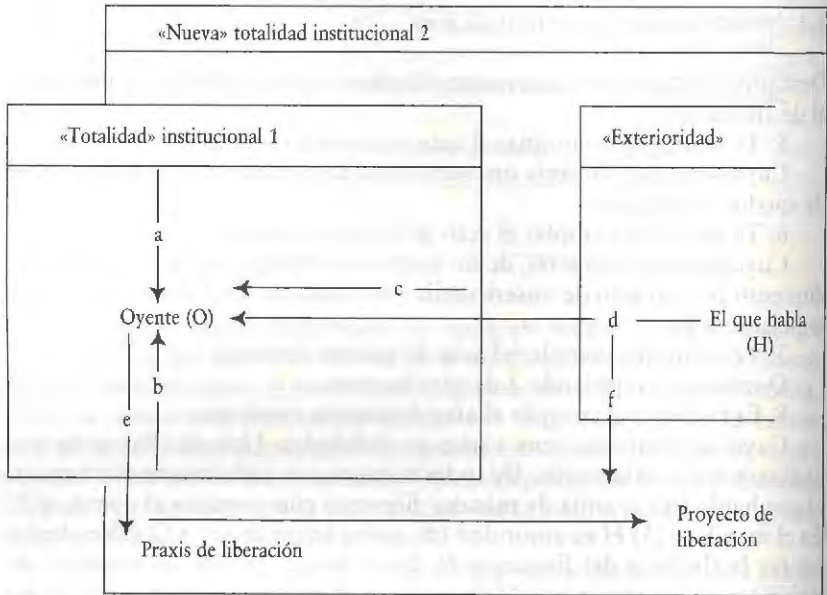 «Nueva» totalidad institucional 2
«Totalidad» institucional 1
«Exterioridad»
a
c
Oyente (O)
d
El que habla
(H)
b
e
f
Praxis de liberación
Proyecto de
liberación